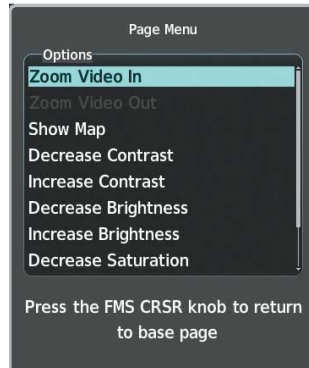 Page Menu
Options
Zoom Video In
Zoom Video Out
Show Map
Decrease Contrast
Increase Contrast
Decrease Brightness
Increase Brightness
Decrease Saturation
Press the FMS CRSR knob to return
to base page